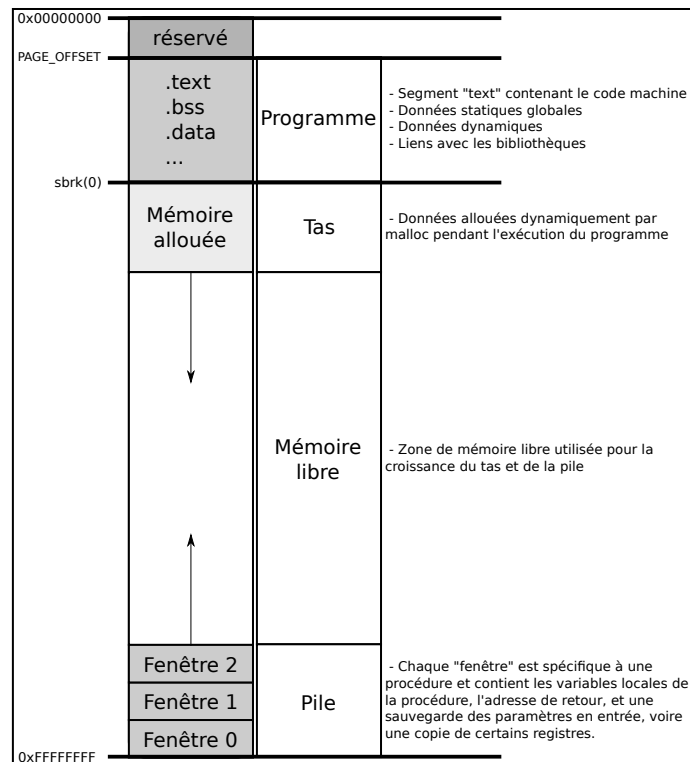 0x00000000
réservé
PAGE_OFFSET
.text
.bss
.data
...
Programme
- Segment "text" contenant le code machine
- Données statiques globales
- Données dynamiques
- Liens avec les bibliothèques
sbrk(0)
Mémoire
allouée
Tas
- Données allouées dynamiquement par
malloc pendant l'exécution du programme
Mémoire
libre
- Zone de mémoire libre utilisée pour la
croissance du tas et de la pile
Fenêtre 2
Fenêtre 1
Fenêtre 0
Pile
- Chaque "fenêtre" est spécifique à une
procédure et contient les variables locales de
la procédure, l'adresse de retour, et une
sauvegarde des paramètres en entrée, voire
une copie de certains registres.
0xFFFFFFFF